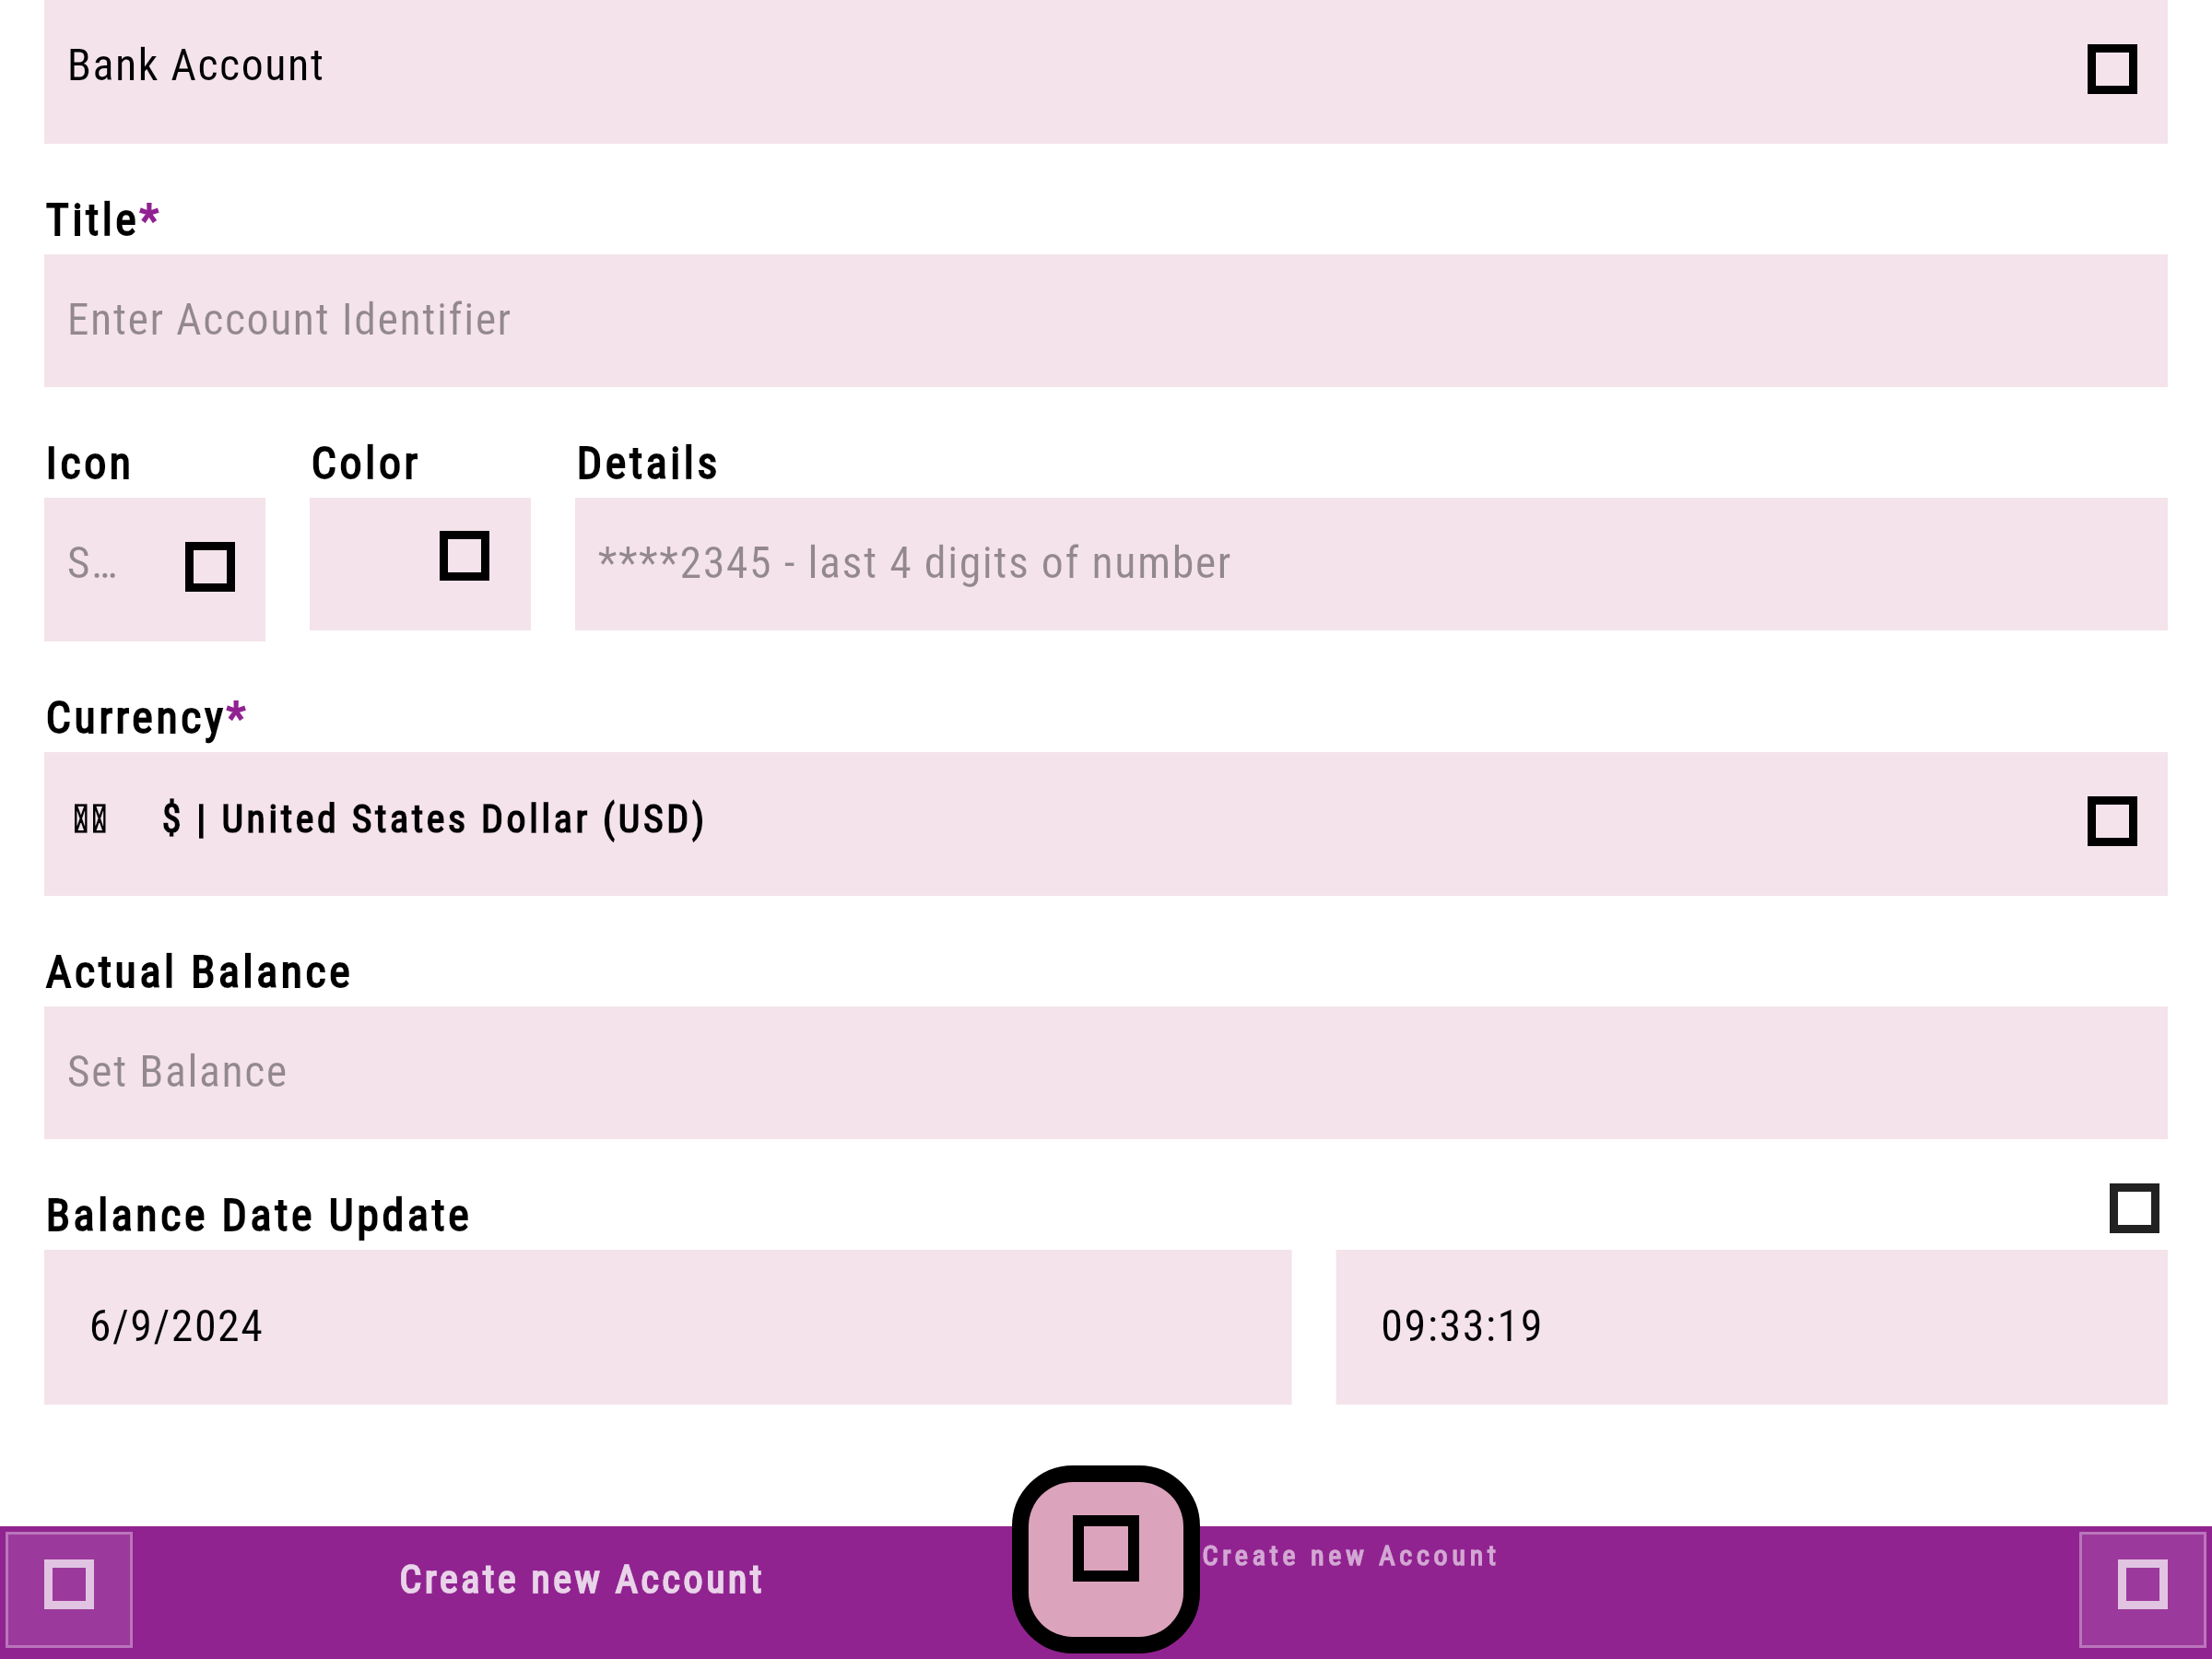 Bank Account
Title*
Enter Account Identifier
Icon Color Details
S… ****2345 - last 4 digits of number
Currency*
$ | United States Dollar (USD)
Actual Balance
Set Balance
Balance Date Update
6/9/2024 09:33:19
Create new Account Create new Account